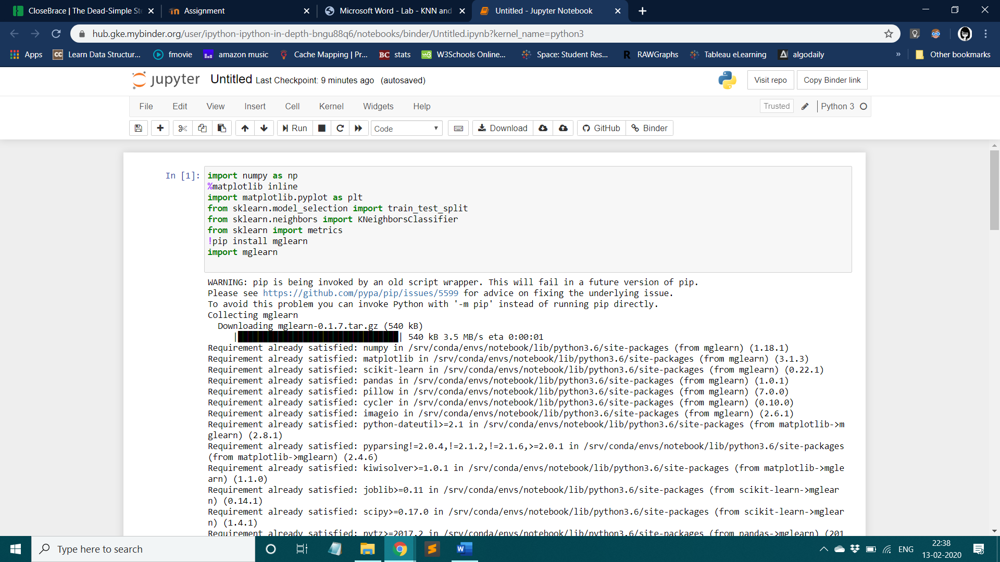 CloseBrace | The Dead-Simple St
Assignment
Microsoft Word - Lab - KNN and
Untitled - Jupyter Notebook
hub.gke.mybinder.org/user/ipython-ipython-in-depth-bngu88q6/notebooks/binder/Untitled.ipynb?kernel_name=python3
Apps
CC Learn Data Structur...
fmovie
amazon music
Cache Mapping | Pr...
BC stats
W3Schools Online...
Space: Student Res...
R RAWGraphs
Tableau eLearning
algodaily
»
Other bookmarks
jupyter Untitled Last Checkpoint: 9 minutes ago (autosaved)
Visit repo
Copy Binder link
File Edit View Insert Cell Kernel Widgets Help
Trusted
Python 3
Run
Code
Download
GitHub
Binder
In [1]:
import numpy as np
%matplotlib inline
import matplotlib.pyplot as plt
from sklearn.model_selection import train_test_split
from sklearn.neighbors import KNeighborsClassifier
from sklearn import metrics
!pip install mglearn
import mglearn
WARNING: pip is being invoked by an old script wrapper. This will fail in a future version of pip.
Please see https://github.com/pypa/pip/issues/5599 for advice on fixing the underlying issue.
To avoid this problem you can invoke Python with '-m pip' instead of running pip directly.
Collecting mglearn
Downloading mglearn-0.1.7.tar.gz (540 kB)
| | 540 kB 3.5 MB/s eta 0:00:01
Requirement already satisfied: numpy in /srv/conda/envs/notebook/lib/python3.6/site-packages (from mglearn) (1.18.1)
Requirement already satisfied: matplotlib in /srv/conda/envs/notebook/lib/python3.6/site-packages (from mglearn) (3.1.3)
Requirement already satisfied: scikit-learn in /srv/conda/envs/notebook/lib/python3.6/site-packages (from mglearn) (0.22.1)
Requirement already satisfied: pandas in /srv/conda/envs/notebook/lib/python3.6/site-packages (from mglearn) (1.0.1)
Requirement already satisfied: pillow in /srv/conda/envs/notebook/lib/python3.6/site-packages (from mglearn) (7.0.0)
Requirement already satisfied: cycler in /srv/conda/envs/notebook/lib/python3.6/site-packages (from mglearn) (0.10.0)
Requirement already satisfied: imageio in /srv/conda/envs/notebook/lib/python3.6/site-packages (from mglearn) (2.6.1)
Requirement already satisfied: python-dateutil>=2.1 in /srv/conda/envs/notebook/lib/python3.6/site-packages (from matplotlib->m
glearn) (2.8.1)
Requirement already satisfied: pyparsing!=2.0.4,!=2.1.2,!=2.1.6,>=2.0.1 in /srv/conda/envs/notebook/lib/python3.6/site-packages
(from matplotlib->mglearn) (2.4.6)
Requirement already satisfied: kiwisolver>=1.0.1 in /srv/conda/envs/notebook/lib/python3.6/site-packages (from matplotlib->mgle
arn) (1.1.0)
Requirement already satisfied: joblib>=0.11 in /srv/conda/envs/notebook/lib/python3.6/site-packages (from scikit-learn->mglear
n) (0.14.1)
Requirement already satisfied: scipy>=0.17.0 in /srv/conda/envs/notebook/lib/python3.6/site-packages (from scikit-learn->mglear
n) (1.4.1)
Requirement already satisfied: pytz>=2017.2 in /srv/conda/envs/notebook/lib/python3.6/site-packages (from pandas->mglearn) (201
Type here to search
ENG
22:38
13-02-2020